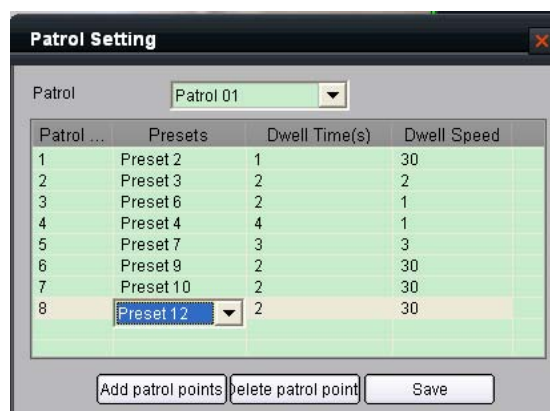 Patrol Setting
Patrol Patrol 01
Patrol ... Presets Dwell Time(s) Dwell Speed
1 Preset 2 1 30
2 Preset 3 2 2
3 Preset 6 2 1
4 Preset 4 4 1
5 Preset 7 3 3
6 Preset 9 2 30
7 Preset 10 2 30
8 Preset 12 2 30
Add patrol points Delete patrol point Save